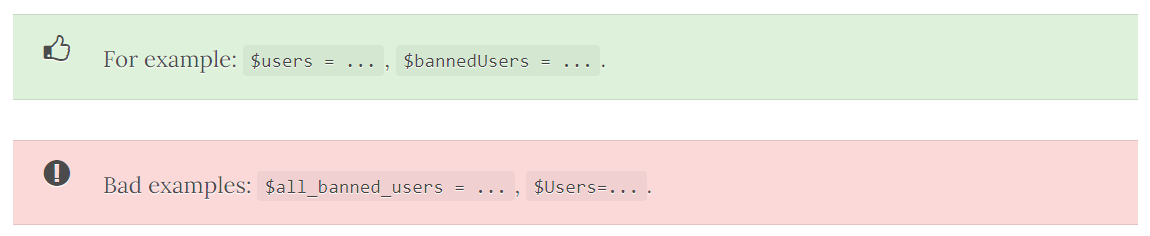 For example: $users = ..., $bannedUsers = ....
Bad examples: $all_banned_users = ..., $Users=....